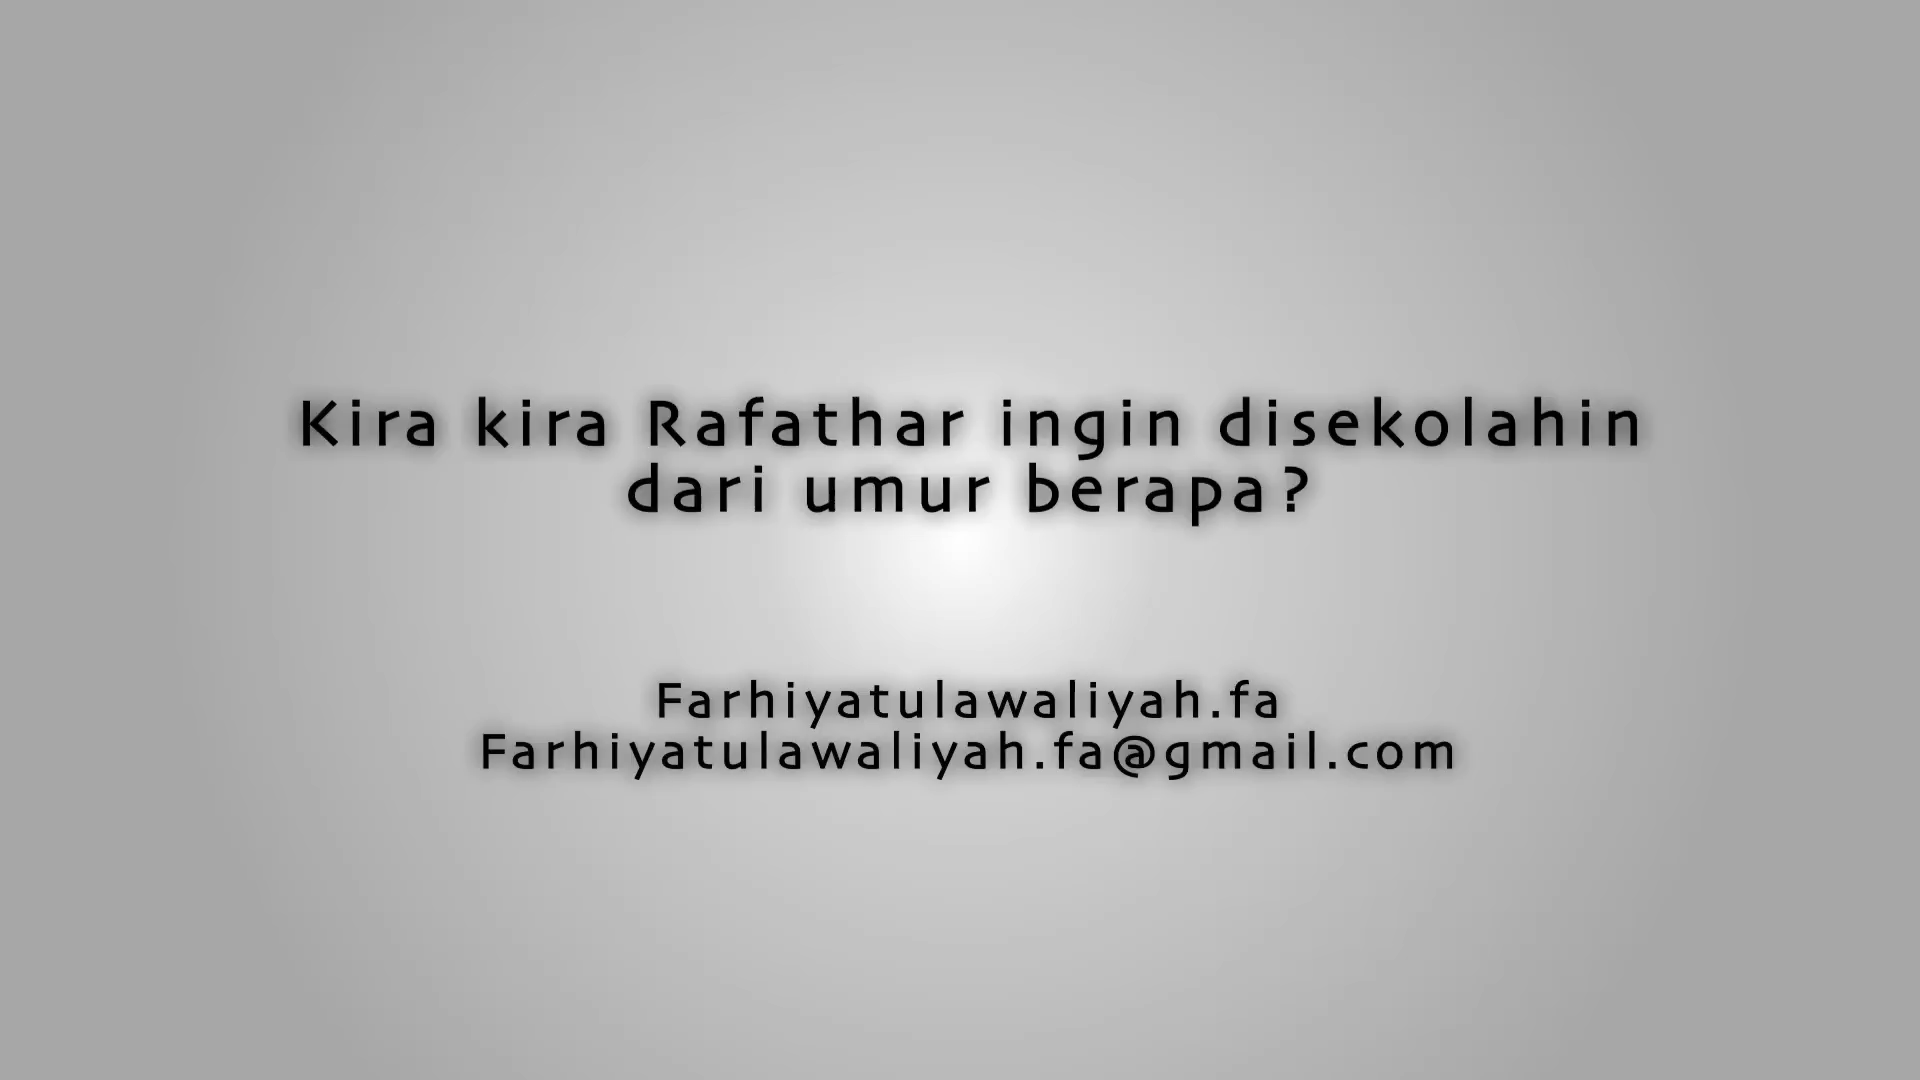 Kira kira Rafathar ingin disekolahin
dari umur berapa?
Farhiyatulawaliyah.fa
Farhiyatulawaliyah.fa@gmail.com